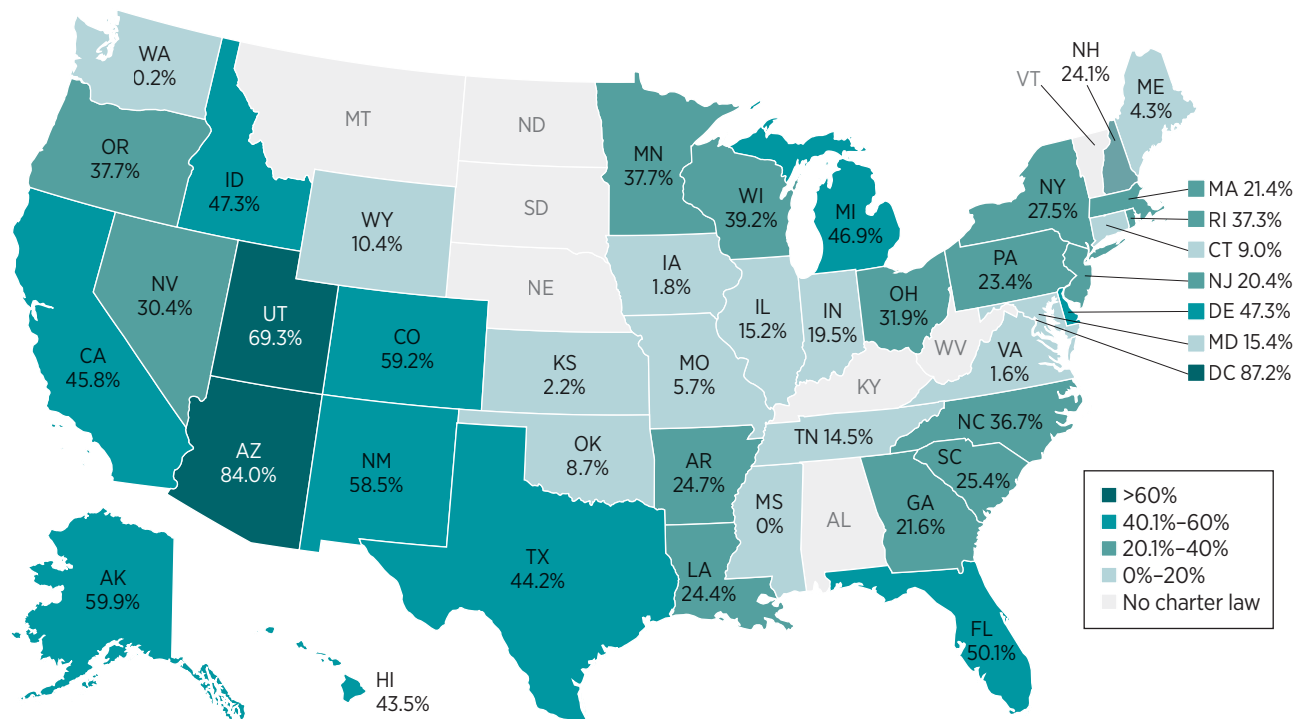 WA
0.2%
MT
ND
NH
24.1%
VT
ME
4.3%
OR
37.7%
ID
47.3%
WY
10.4%
SD
MN
37.7%
WI
39.2%
MI
46.9%
NY
27.5%
MA 21.4%
RI 37.3%
CT 9.0%
NJ 20.4%
DE 47.3%
MD 15.4%
DC 87.2%
NV
30.4%
UT
69.3%
CO
59.2%
NE
IA
1.8%
IL
15.2%
IN
19.5%
OH
31.9%
PA
23.4%
WV
VA
1.6%
CA
45.8%
KS
2.2%
MO
5.7%
KY
NC 36.7%
TN 14.5%
AZ
84.0%
NM
58.5%
OK
8.7%
AR
24.7%
SC
25.4%
MS
0%
AL
GA
21.6%
TX
44.2%
LA
24.4%
FL
50.1%
AK
59.9%
HI
43.5%
>60%
40.1%–60%
20.1%–40%
0%–20%
No charter law